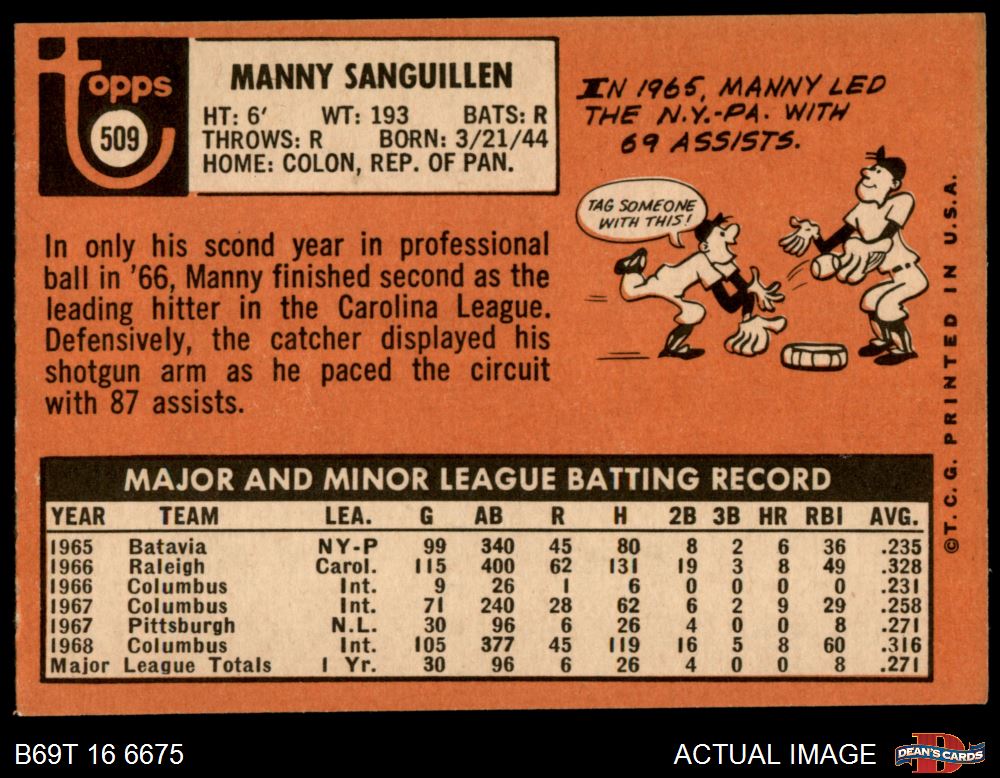 Topps
509
MANNY SANGUILLEN
HT: 6' WT: 193 BATS: R
THROWS: R BORN: 3/21/44
HOME: COLON, REP. OF PAN.
IN 1965, MANNY LED
THE N.Y.-PA. WITH
69 ASSISTS.
TAG SOMEONE
WITH THIS!
In only his scond year in professional
ball in '66, Manny finished second as the
leading hitter in the Carolina League.
Defensively, the catcher displayed his
shotgun arm as he paced the circuit
with 87 assists.
©T. C. G. PRINTED IN U.S.A.
MAJOR AND MINOR LEAGUE BATTING RECORD
YEAR TEAM LEA. G AB R H 2B 3B HR RBI AVG.
1965 Batavia NY-P 99 340 45 80 8 2 6 36 .235
1966 Raleigh Carol. 115 400 62 131 19 3 8 49 .328
1966 Columbus Int. 9 26 1 6 0 0 0 0 .231
1967 Columbus Int. 71 240 28 62 6 2 9 29 .258
1967 Pittsburgh N.L. 30 96 6 26 4 0 0 8 .271
1968 Columbus Int. 105 377 45 119 16 5 8 60 .316
Major League Totals 1 Yr. 30 96 6 26 4 0 0 8 .271
B69T 16 6675
ACTUAL IMAGE
DEAN'S CARDS